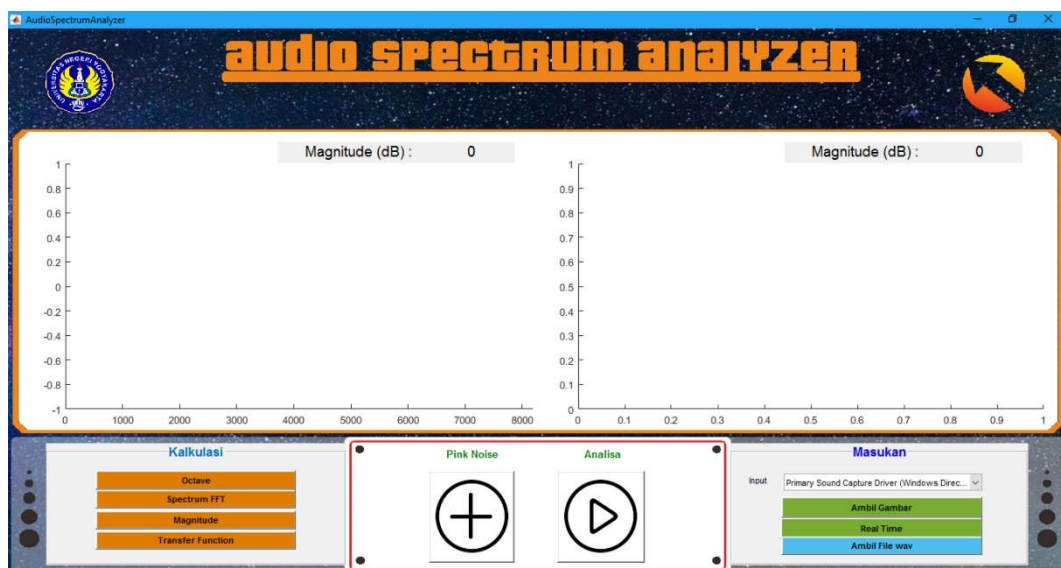 AudioSpectrumAnalyzer
AUDIO SPECTRUM ANALYZER
UNIVERSITAS NEGERI YOGYAKARTA
Magnitude (dB) : 0
1
0.8
0.6
0.4
0.2
0
-0.2
-0.4
-0.6
-0.8
-1
0 1000 2000 3000 4000 5000 6000 7000 8000
Magnitude (dB) : 0
1
0.9
0.8
0.7
0.6
0.5
0.4
0.3
0.2
0.1
0
0 0.1 0.2 0.3 0.4 0.5 0.6 0.7 0.8 0.9 1
Kalkulasi
Octave
Spectrum FFT
Magnitude
Transfer Function
Pink Noise
Analisa
Masukan
Input
Primary Sound Capture Driver (Windows Direc...
Ambil Gambar
Real Time
Ambil File wav